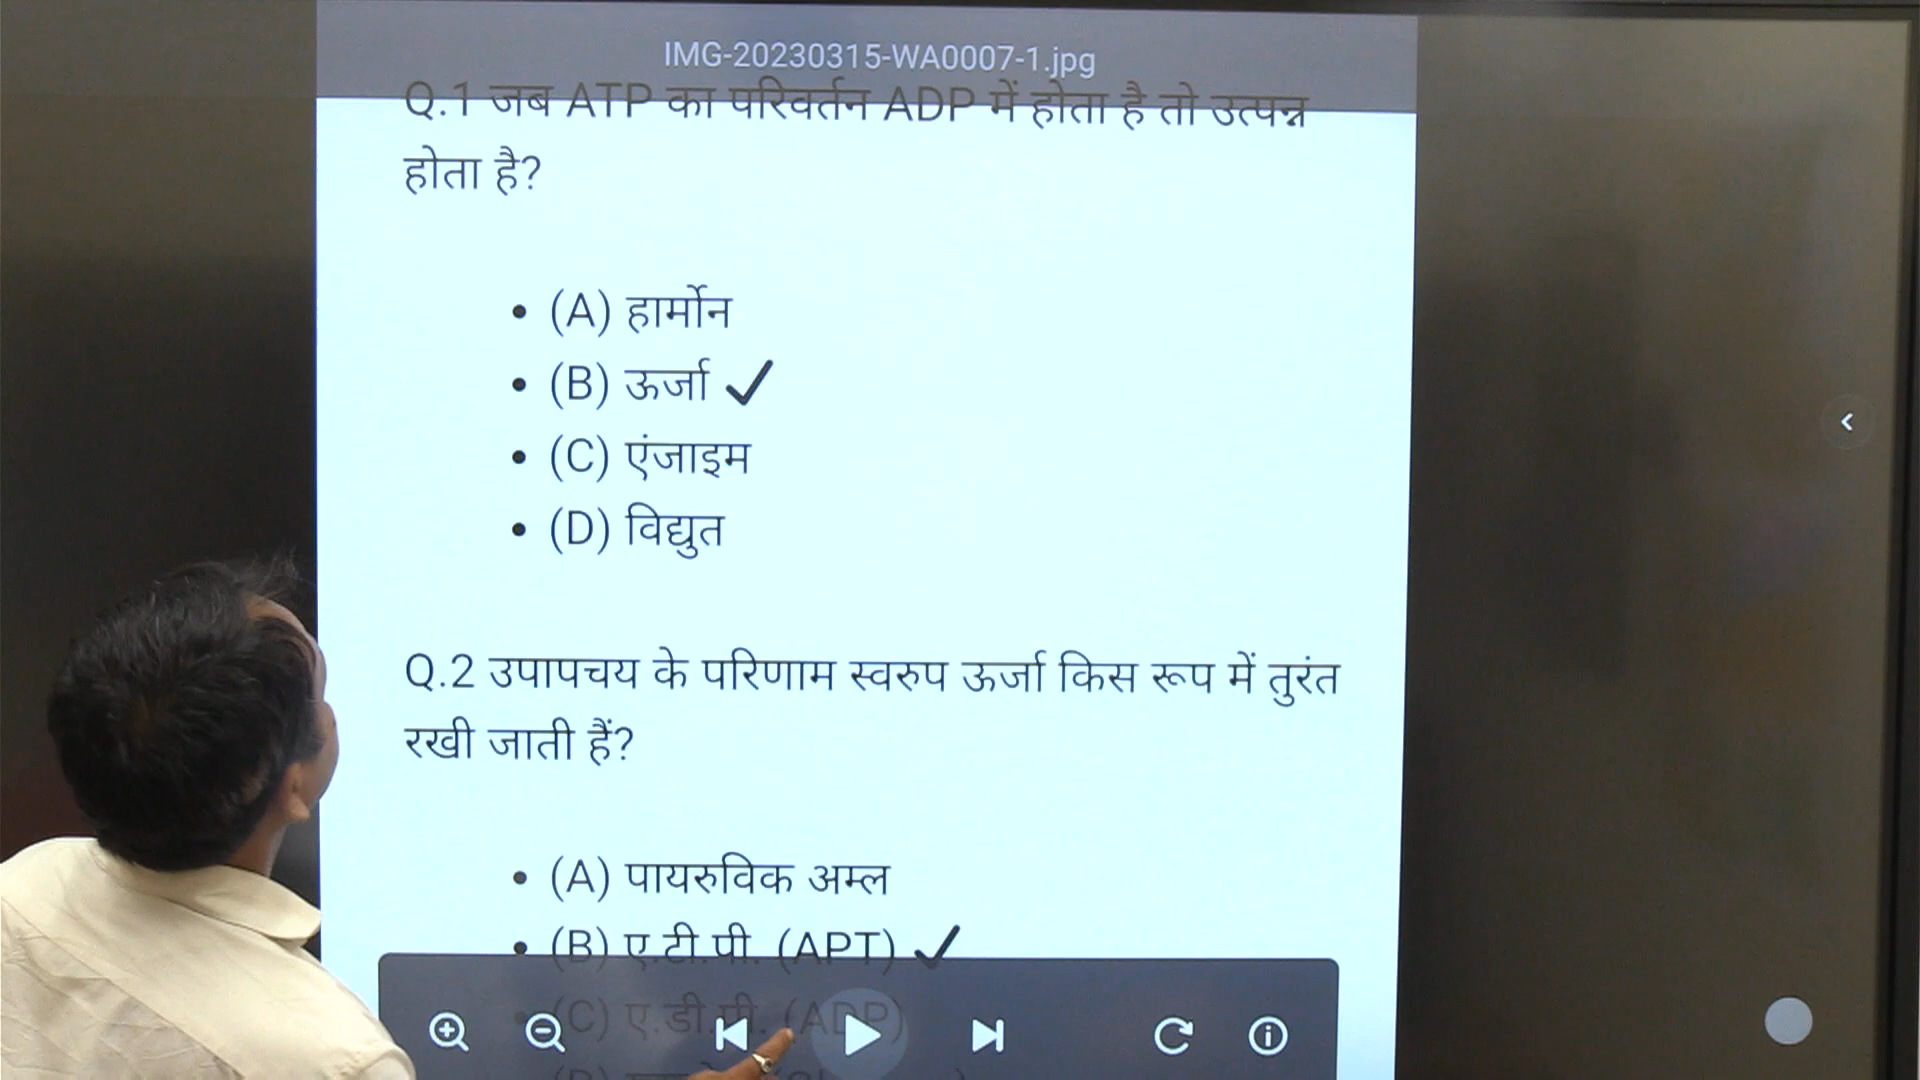 IMG-20230315-WA0007-1.jpg
Q.1 जब ATP का परिवर्तन ADP में होता है तो उत्पन्न
होता है?
• (A) हार्मोन
• (B) ऊर्जा ✓
• (C) एंजाइम
• (D) विद्युत
Q.2 उपापचय के परिणाम स्वरुप ऊर्जा किस रूप में तुरंत
रखी जाती हैं?
• (A) पायरुविक अम्ल
• (B) ए.टी.पी. (APT) ✓
(C) ए.डी.पी. (ADP)